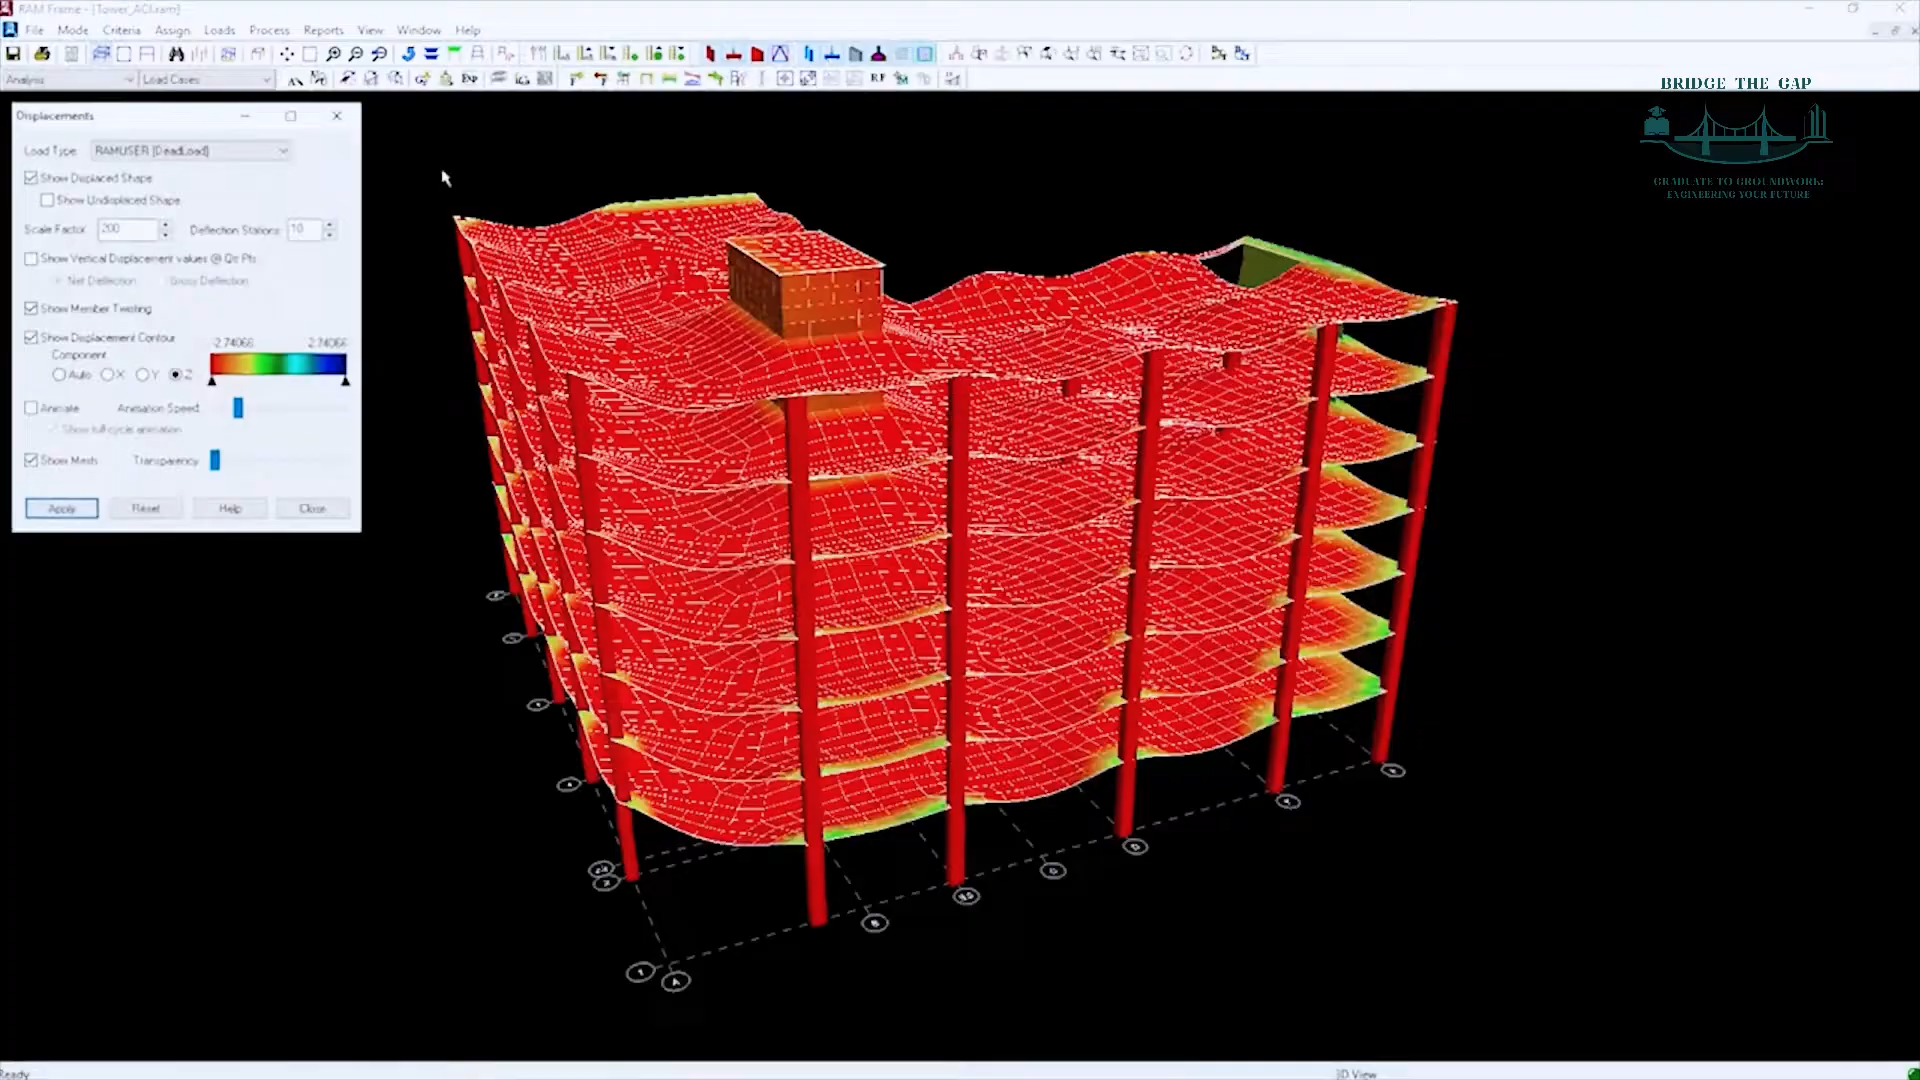 RAM Frame - [Tower_ACI.ram]
File Mode Criteria Assign Loads Process Reports View Window Help
Analysis Load Cases
RF
BRIDGE THE GAP
GRADUATE TO GROUNDWORK:
ENGINEERING YOUR FUTURE
Displacements
Load Type: RAMUSER [DeadLoad]
Show Displaced Shape
Show Undisplaced Shape
Scale Factor: 200 Deflection Stations: 10
Show Vertical Displacement values @ Qtr Pts
Net Deflection Gross Deflection
Show Member Twisting
Show Displacement Contour
Component
-2.74066 2.74066
Auto X Y Z
Animate Animation Speed:
Show full cycle animation
Show Mesh Transparency:
Apply Reset Help Close
1
A
Ready
3D View